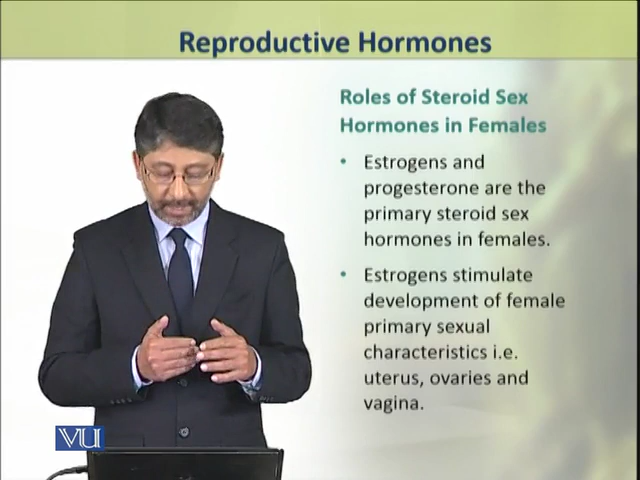 Reproductive Hormones
Roles of Steroid Sex
Hormones in Females
• Estrogens and
progesterone are the
primary steroid sex
hormones in females.
• Estrogens stimulate
development of female
primary sexual
characteristics i.e.
uterus, ovaries and
vagina.
VU